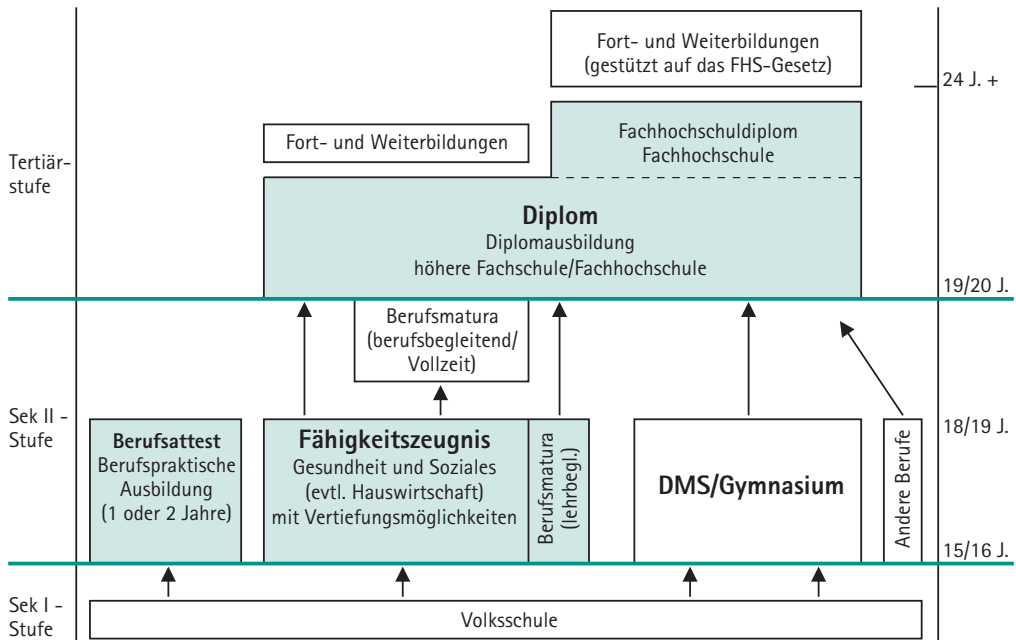 Fort- und Weiterbildungen
(gestützt auf das FHS-Gesetz)
24 J. +
Fort- und Weiterbildungen
Fachhochschuldiplom
Fachhochschule
Tertiär-
stufe
Diplom
Diplomausbildung
höhere Fachschule/Fachhochschule
19/20 J.
Berufsmatura
(berufsbegleitend/
Vollzeit)
Sek II -
Stufe
Berufsattest
Berufspraktische
Ausbildung
(1 oder 2 Jahre)
Fähigkeitszeugnis
Gesundheit und Soziales
(evtl. Hauswirtschaft)
mit Vertiefungsmöglichkeiten
Berufsmatura
(lehrbegl.)
DMS/Gymnasium
Andere Berufe
18/19 J.
15/16 J.
Sek I -
Stufe
Volksschule